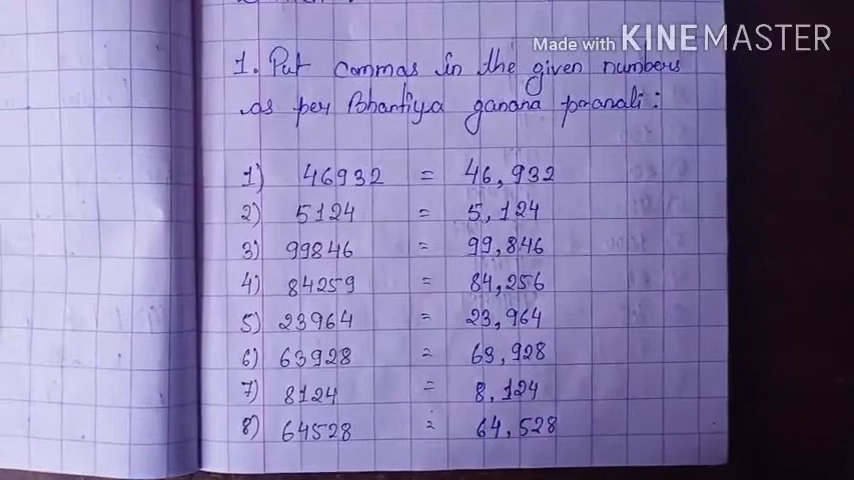 Made with KINEMASTER
1. Put commas in the given numbers
as per Bhartiya ganana pranali :
1) 46932 = 46,932
2) 5124 = 5,124
3) 99846 = 99,846
4) 84259 = 84,256
5) 23964 = 23,964
6) 63928 = 63,928
7) 8124 = 8,124
8) 64528 = 64,528